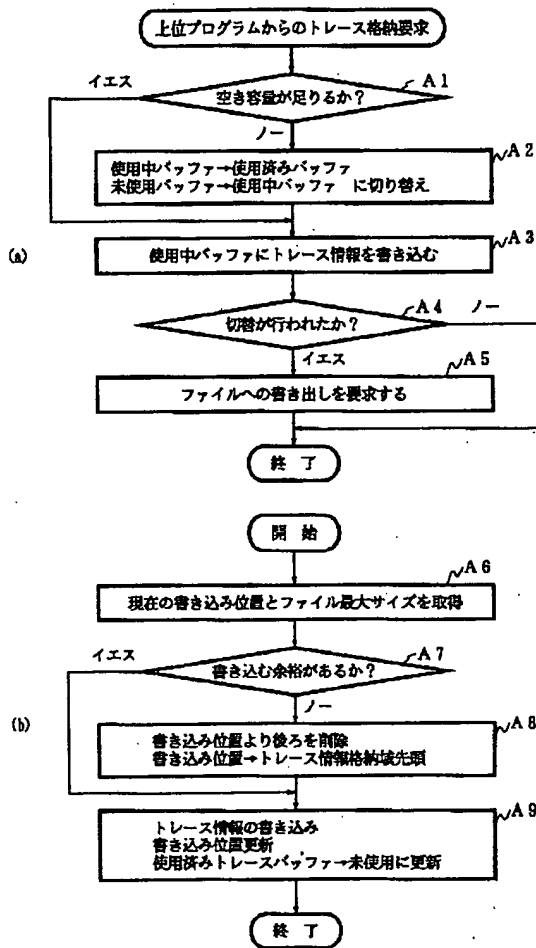 上位プログラムからのトレース格納要求
イエス
A1
空き容量が足りるか？
ノー
A2
使用中バッファ→使用済みバッファ
未使用バッファ→使用中バッファ に切り替え
(a)
A3
使用中バッファにトレース情報を書き込む
A4
ノー
切替が行われたか？
イエス
A5
ファイルへの書き出しを要求する
終 了
開 始
A6
現在の書き込み位置とファイル最大サイズを取得
イエス
A7
書き込む余裕があるか？
ノー
(b)
A8
書き込み位置より後ろを削除
書き込み位置→トレース情報格納域先頭
A9
トレース情報の書き込み
書き込み位置更新
使用済みトレースバッファ→未使用に更新
終 了